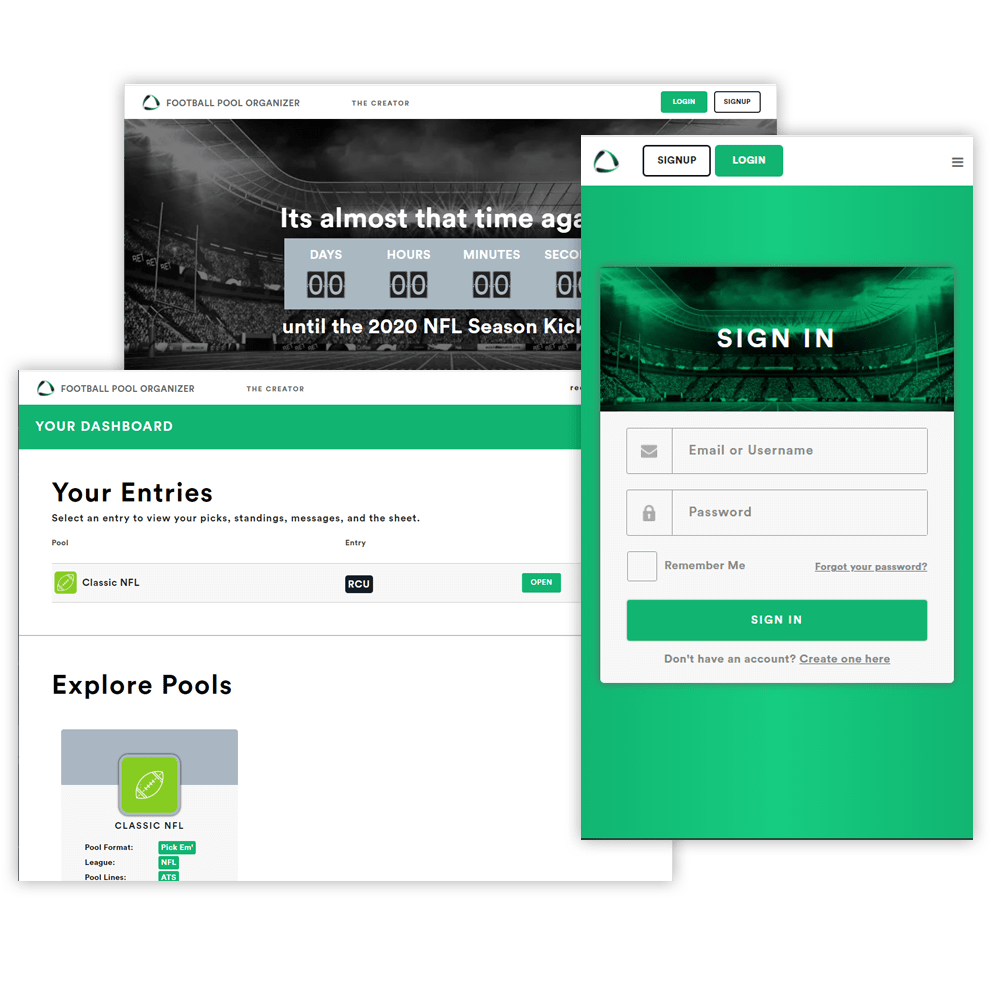 FOOTBALL POOL ORGANIZER THE CREATOR LOGIN SIGNUP
Its almost that time aga
DAYS HOURS MINUTES SECON
00 00 00 0
until the 2020 NFL Season Kick
SIGNUP LOGIN
SIGN IN
Email or Username
Password
Remember Me Forgot your password?
SIGN IN
Don't have an account? Create one here
FOOTBALL POOL ORGANIZER THE CREATOR
YOUR DASHBOARD
Your Entries
Select an entry to view your picks, standings, messages, and the sheet.
Pool Entry
Classic NFL RCU OPEN
Explore Pools
CLASSIC NFL
Pool Format: Pick Em'
League: NFL
Pool Lines: ATS